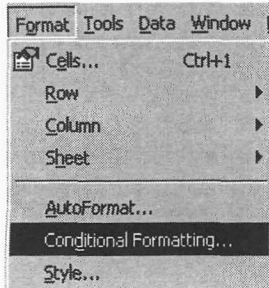 Format Tools Data Window
Cells... Ctrl+1
Row
Column
Sheet
AutoFormat...
Conditional Formatting...
Style...